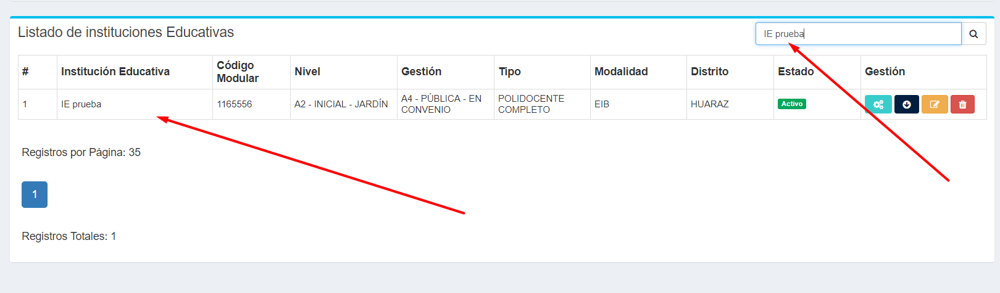 Listado de instituciones Educativas
IE prueba
# Institución Educativa Código Modular Nivel Gestión Tipo Modalidad Distrito Estado Gestión
1 IE prueba 1165556 A2 - INICIAL - JARDÍN A4 - PÚBLICA - EN CONVENIO POLIDOCENTE COMPLETO EIB HUARAZ Activo
Registros por Página: 35
1
Registros Totales: 1